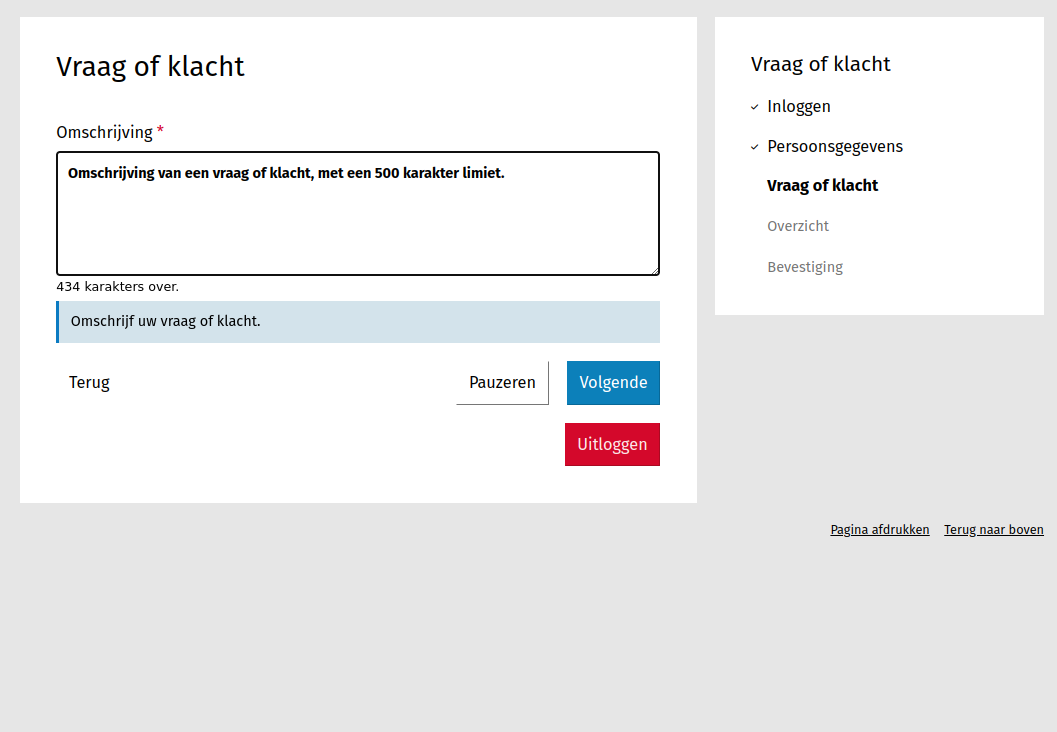 Vraag of klacht
Omschrijving *
Omschrijving van een vraag of klacht, met een 500 karakter limiet.
434 karakters over.
Omschrijf uw vraag of klacht.
Terug
Pauzeren
Volgende
Uitloggen
Vraag of klacht
Inloggen
Persoonsgegevens
Vraag of klacht
Overzicht
Bevestiging
Pagina afdrukken
Terug naar boven